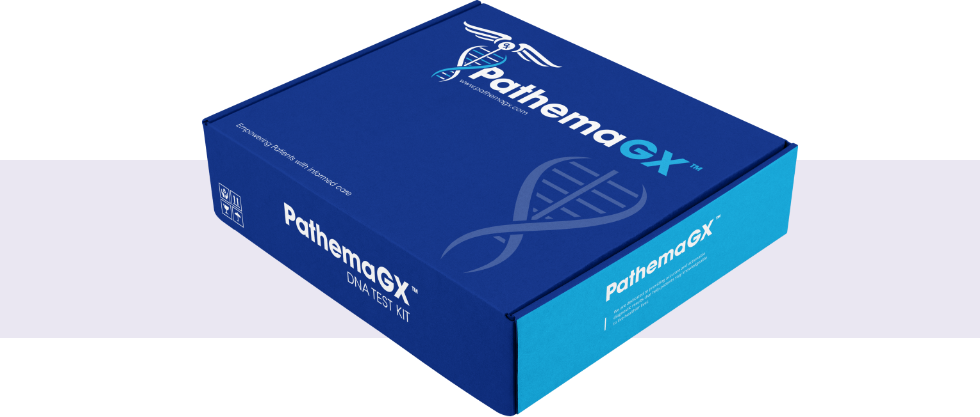 PathemaGX™
www.pathemagx.com
Empowering Patients with informed care
PathemaGX™
DNA TEST KIT
PathemaGX™